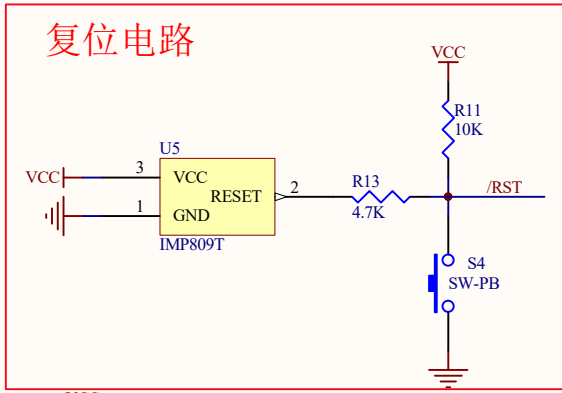 复位电路
VCC
R11
10K
U5
VCC
3
VCC
RESET
2
R13
4.7K
/RST
1
GND
IMP809T
S4
SW-PB